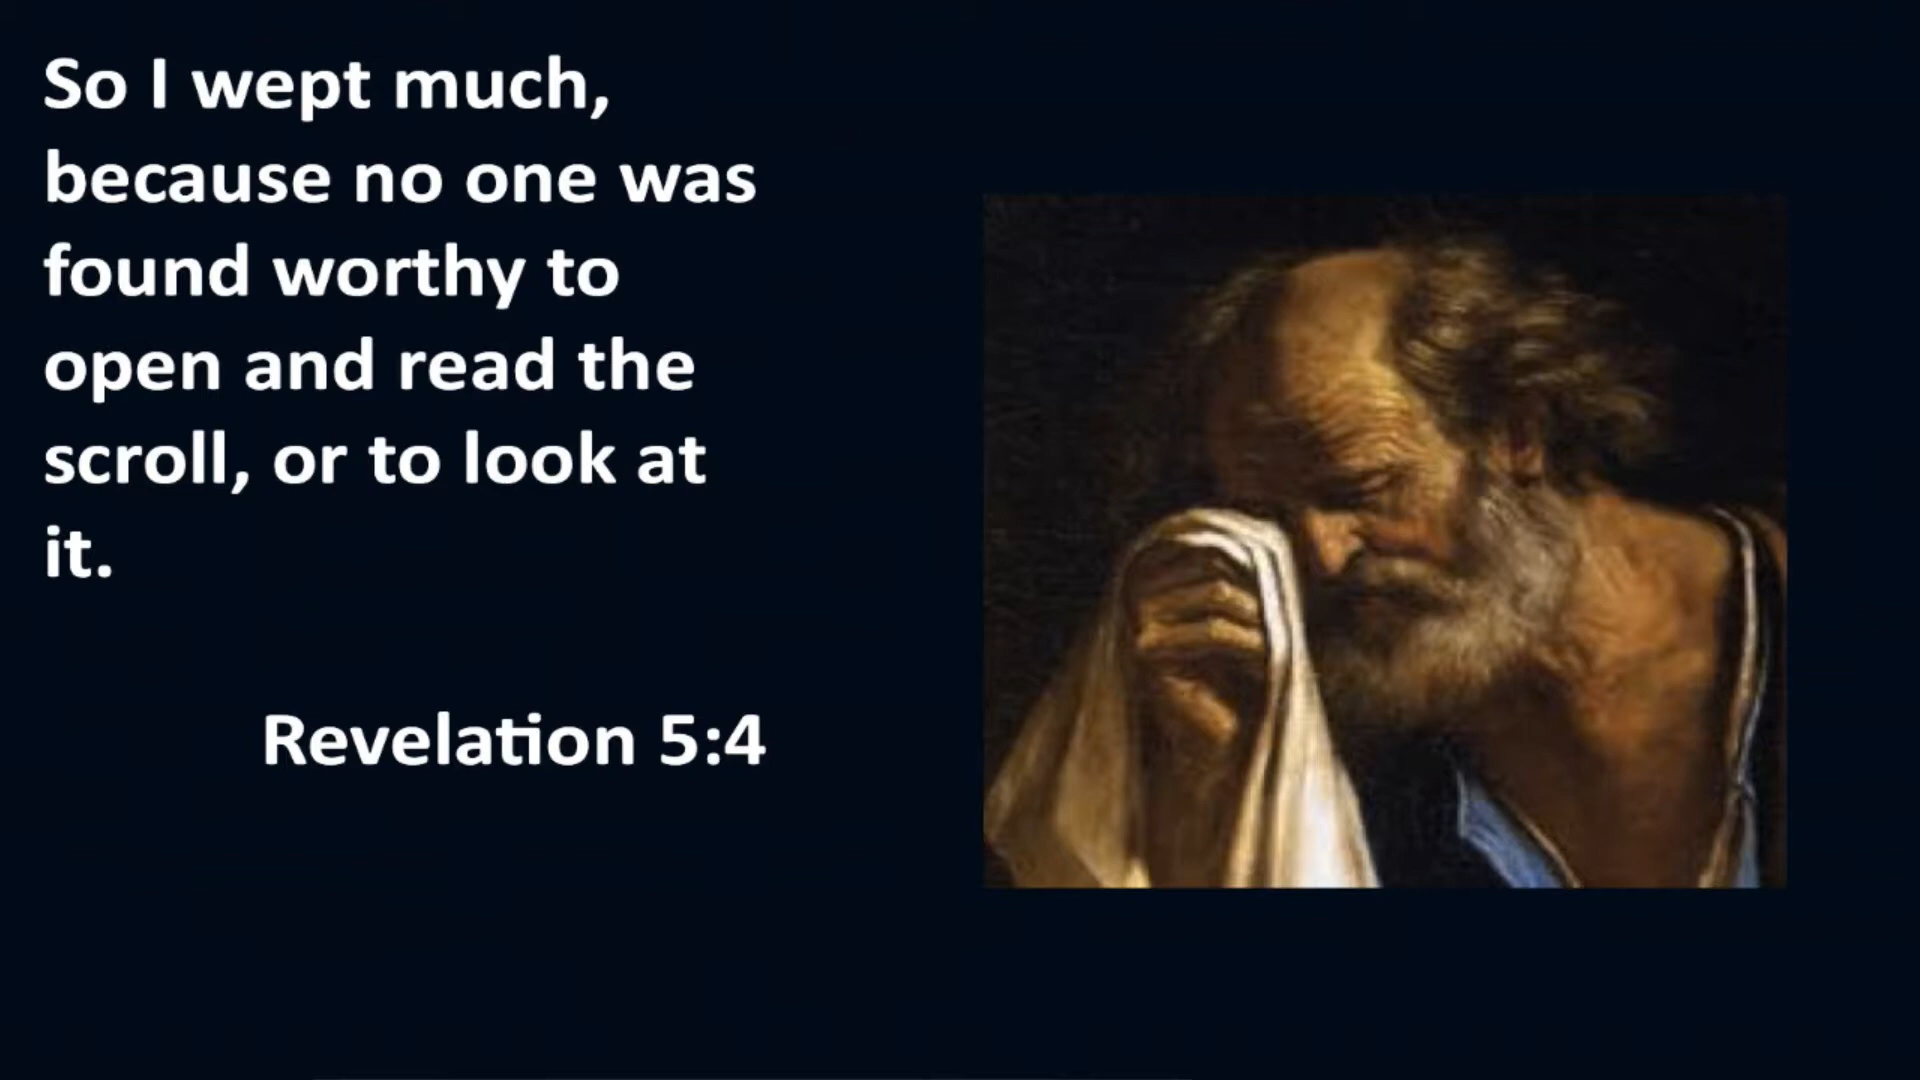 So I wept much,
because no one was
found worthy to
open and read the
scroll, or to look at
it.
Revelation 5:4